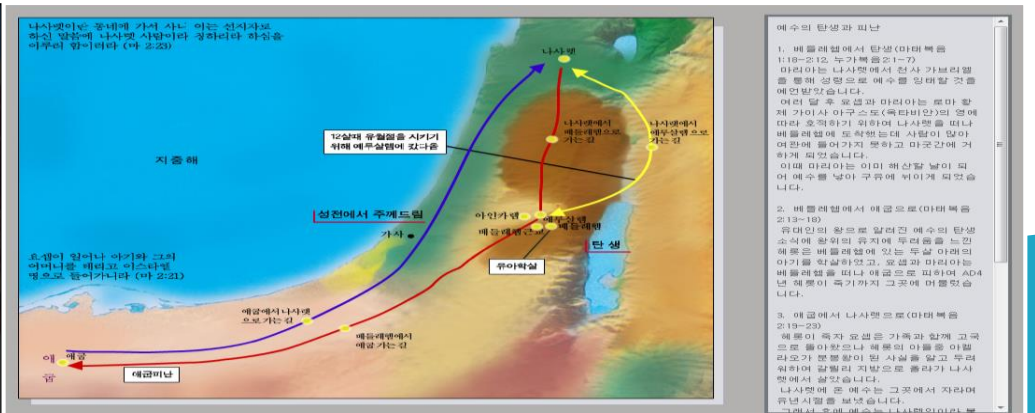 나사렛이란 동네에 가서 사니 이는 선지자로
하신 말씀에 나사렛 사람이라 칭하리라 하심을
이루려 함이러라 (마 2:23)
나사렛
12살때 유월절을 지키기
위해 예루살렘에 갔다옴
나사렛에서
베들레헴으로
가는길
나사렛에서
예루살렘으로
가는길
지중해
성전에서 주께드림
가사
아인카렘
예루살렘
베들레헴근교
베들레헴
탄생
유아학살
요셉이 일어나 아기와 그의
어머니를 데리고 이스라엘
땅으로 들어가니라 (마 2:21)
애굽에서 나사렛
으로 가는길
베들레헴에서
애굽 가는길
애굽
애
굽
애굽피난
예수의 탄생과 피난
1. 베들레헴에서 탄생(마태복음
1:18-2:12, 누가복음2:1-7)
마리아는 나사렛에서 천사 가브리엘
을 통해 성령으로 예수를 잉태할 것을
예언받았습니다.
여러 달 후 요셉과 마리아는 로마 황
제 가이사 아구스도(옥타비안)의 영에
따라 호적하기 위하여 나사렛을 떠나
베들레헴에 도착했는데 사람이 많아
여관에 들어가지 못하고 마굿간에 거
하게 되었습니다.
이때 마리아는 이미 해산할 날이 되
어 예수를 낳아 구유에 뉘이게 되었습
니다.
2. 베들레헴에서 애굽으로(마태복음
2:13-18)
유대인의 왕으로 알려진 예수의 탄생
소식에 왕위의 유지에 두려움을 느낀
헤롯은 베들레헴에 있는 두살 아래의
아기를 학살하였고, 요셉과 마리아는
베들레헴을 떠나 애굽으로 피하여 AD4
년 헤롯이 죽기까지 그곳에 머물렀습
니다.
3. 애굽에서 나사렛으로(마태복음
2:19-23)
헤롯이 죽자 요셉은 가족과 함께 고국
으로 돌아왔으나 헤롯의 아들중 아켈
라오가 분봉왕이 된 사실을 알고 두려
워하여 갈릴리 지방으로 올라가 나사
렛에서 살았습니다.
나사렛에 온 예수는 그곳에서 자라며
유년시절을 보냈습니다.
그래서 후에 예수는 나사렛인이라 불